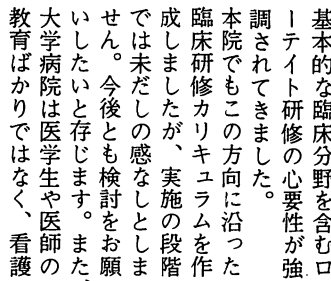 基本的な臨床分野を含むロ
ーテイト研修の心要性が強
調されてきました。
本院でもこの方向に沿った
臨床研修カリキュラムを作
成しましたが、実施の段階
では未だしの感なしとしま
せん。今後とも検討をお願
いしたいと存じます。また、
大学病院は医学生や医師の
教育ばかりではなく、看護